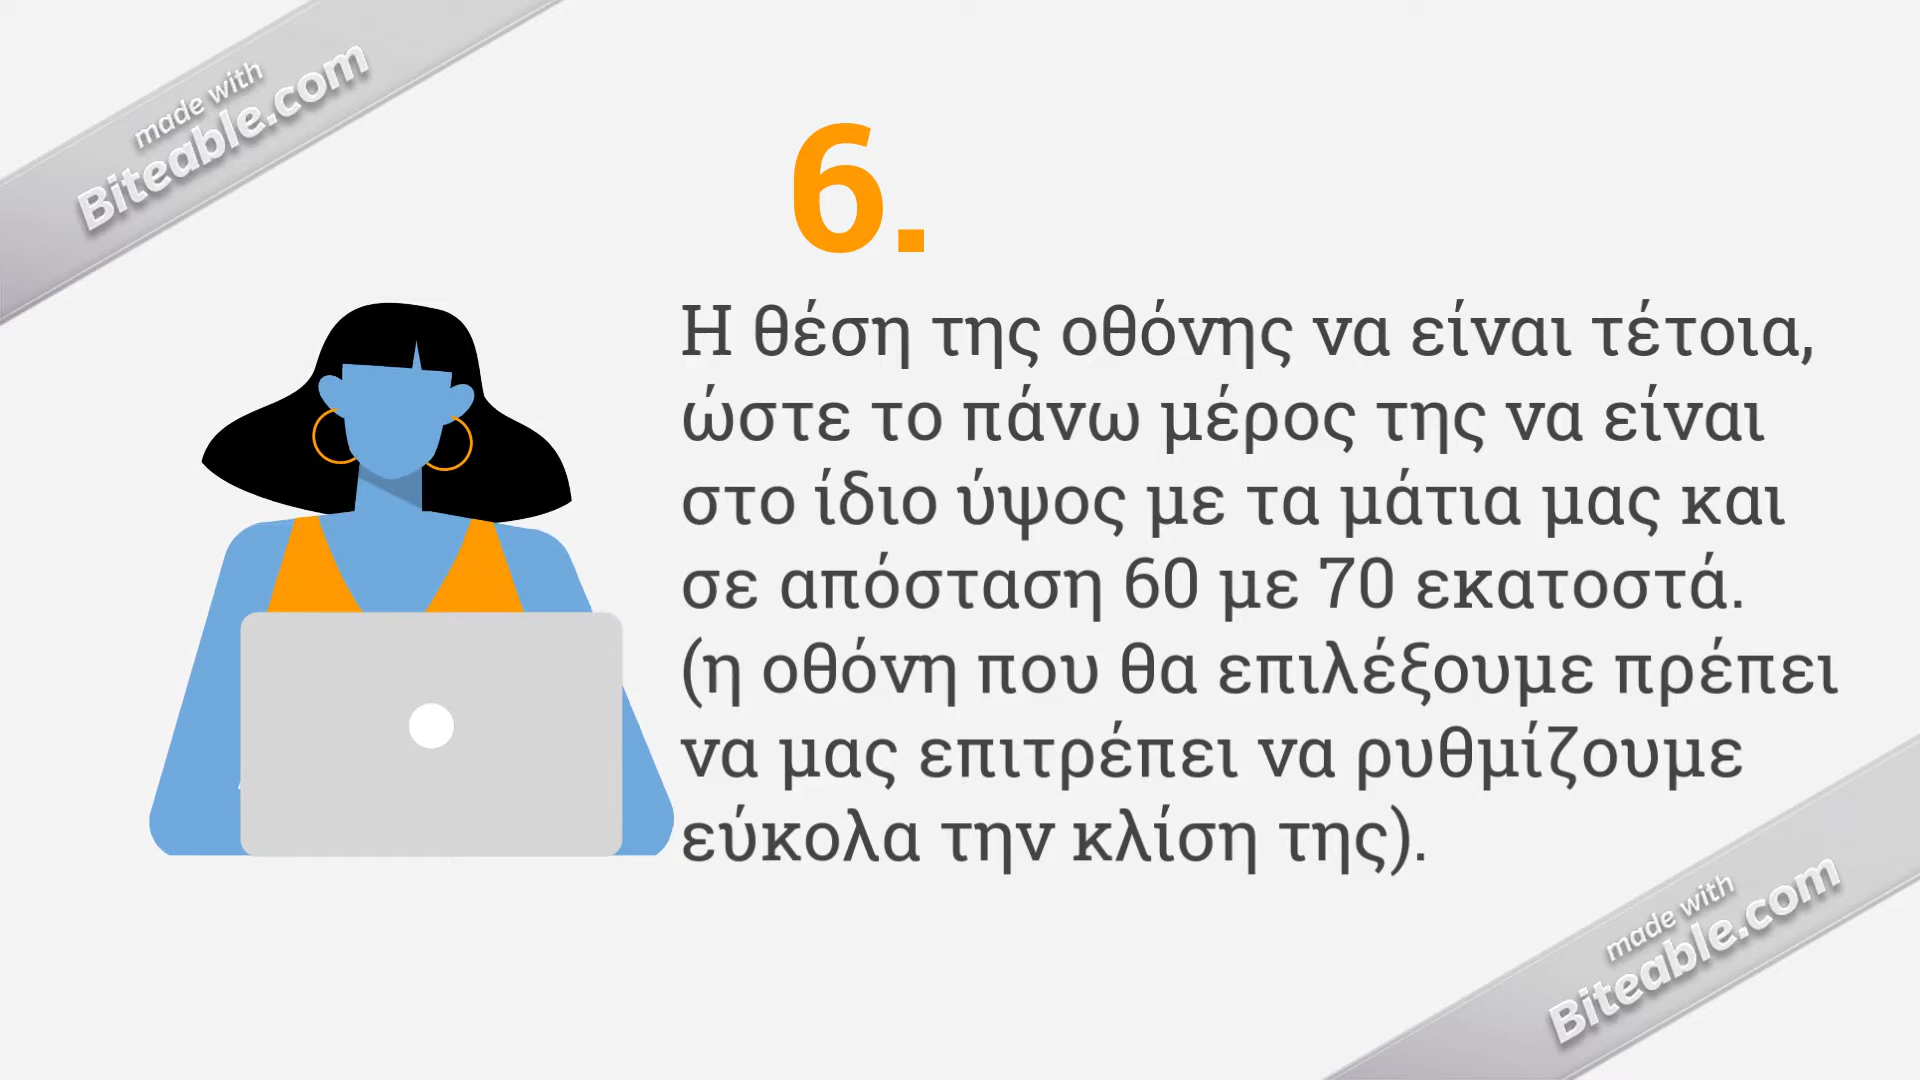 made with
Biteable.com
6.
Η θέση της οθόνης να είναι τέτοια,
ώστε το πάνω μέρος της να είναι
στο ίδιο ύψος με τα μάτια μας και
σε απόσταση 60 με 70 εκατοστά.
(η οθόνη που θα επιλέξουμε πρέπει
να μας επιτρέπει να ρυθμίζουμε
εύκολα την κλίση της).
made with
Biteable.com